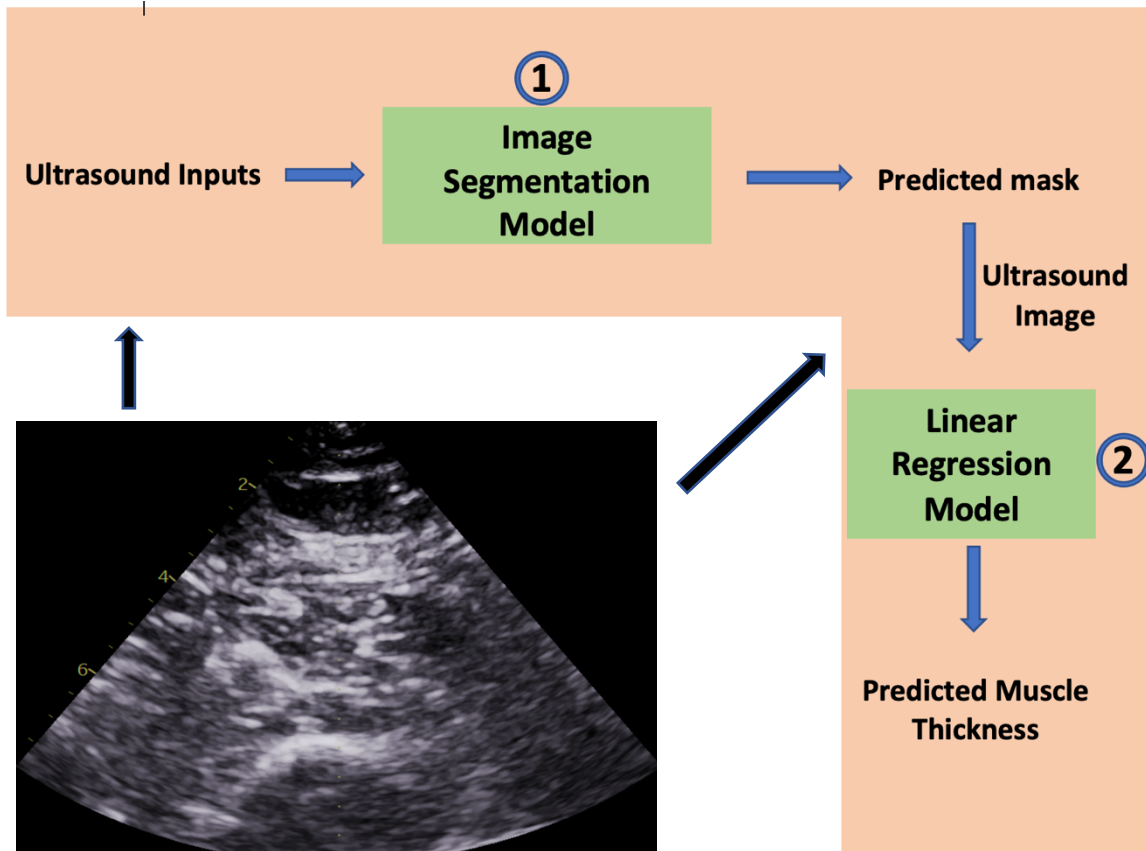 1
Image
Segmentation
Model
Ultrasound Inputs
Predicted mask
Ultrasound
Image
Linear
Regression
Model
2
Predicted Muscle
Thickness
2
4
6